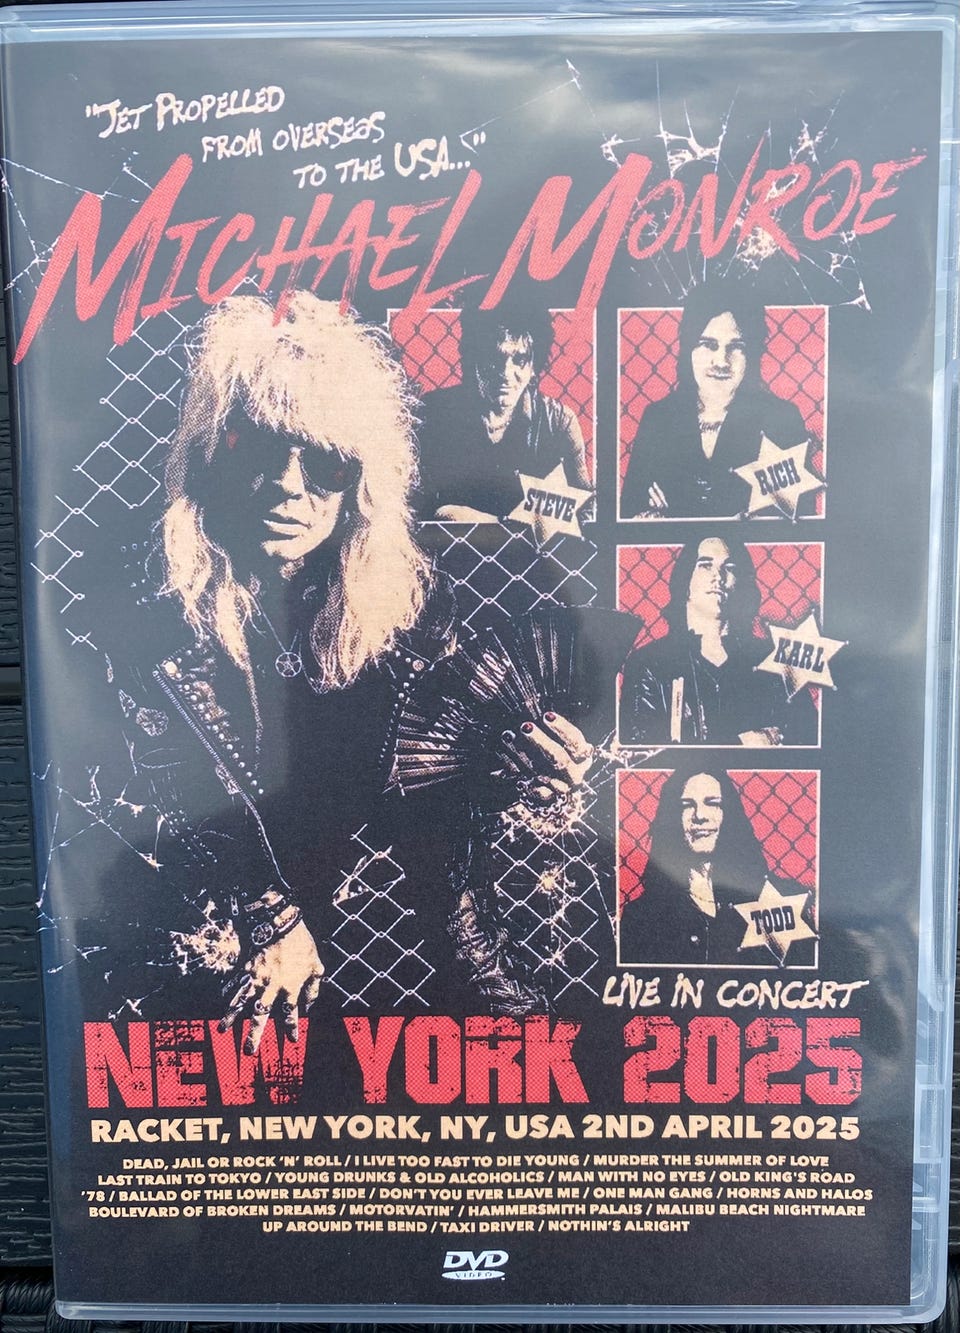 "Jet Propelled
from overseas
to the USA..."
Michael Monroe
STEVE
RICH
KARL
TODD
LIVE IN CONCERT
NEW YORK 2025
RACKET, NEW YORK, NY, USA 2ND APRIL 2025
DEAD, JAIL OR ROCK 'N' ROLL / I LIVE TOO FAST TO DIE YOUNG / MURDER THE SUMMER OF LOVE
LAST TRAIN TO TOKYO / YOUNG DRUNKS & OLD ALCOHOLICS / MAN WITH NO EYES / OLD KING'S ROAD
'78 / BALLAD OF THE LOWER EAST SIDE / DON'T YOU EVER LEAVE ME / ONE MAN GANG / HORNS AND HALOS
BOULEVARD OF BROKEN DREAMS / MOTORVATIN' / HAMMERSMITH PALAIS / MALIBU BEACH NIGHTMARE
UP AROUND THE BEND / TAXI DRIVER / NOTHIN'S ALRIGHT
DVD
VIDEO